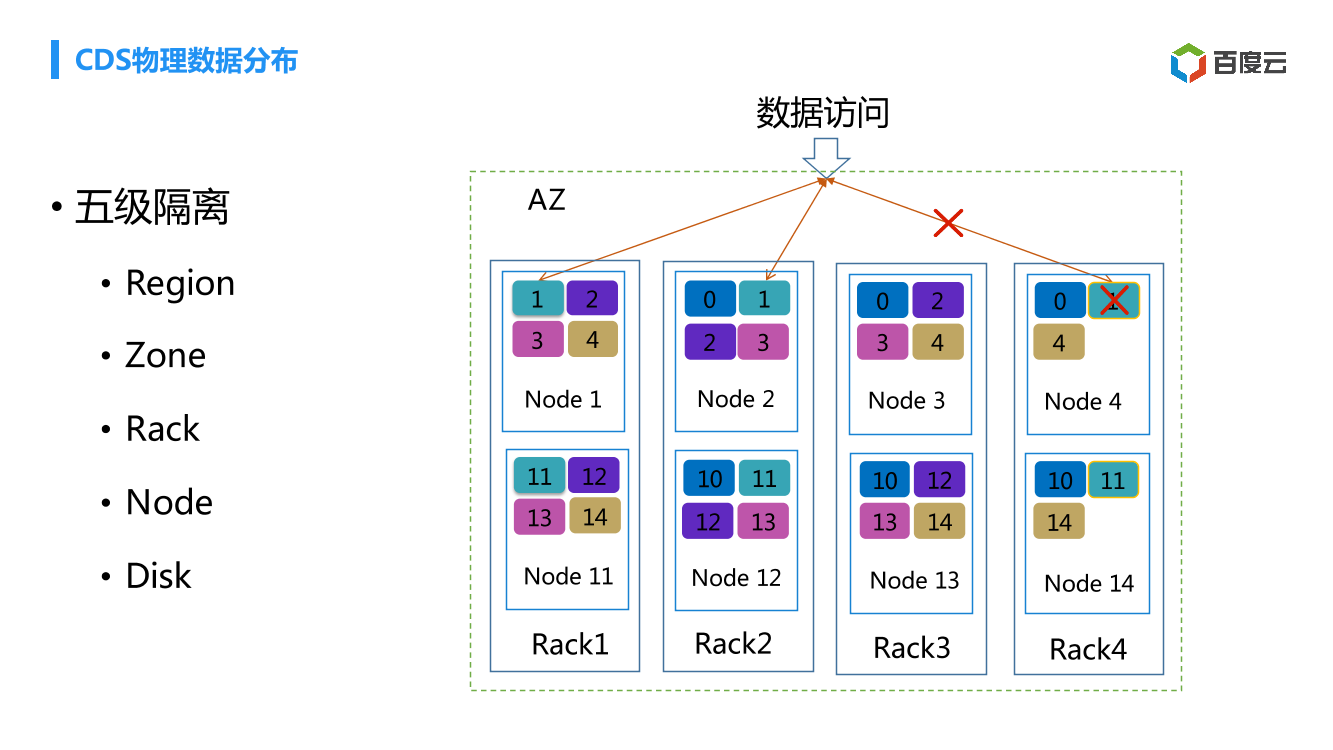 CDS物理数据分布
百度云
数据访问
• 五级隔离
• Region
• Zone
• Rack
• Node
• Disk
AZ
1 2
3 4
Node 1
11 12
13 14
Node 11
Rack1
0 1
2 3
Node 2
10 11
12 13
Node 12
Rack2
0 2
3 4
Node 3
10 12
13 14
Node 13
Rack3
0 1
4
Node 4
10 11
14
Node 14
Rack4